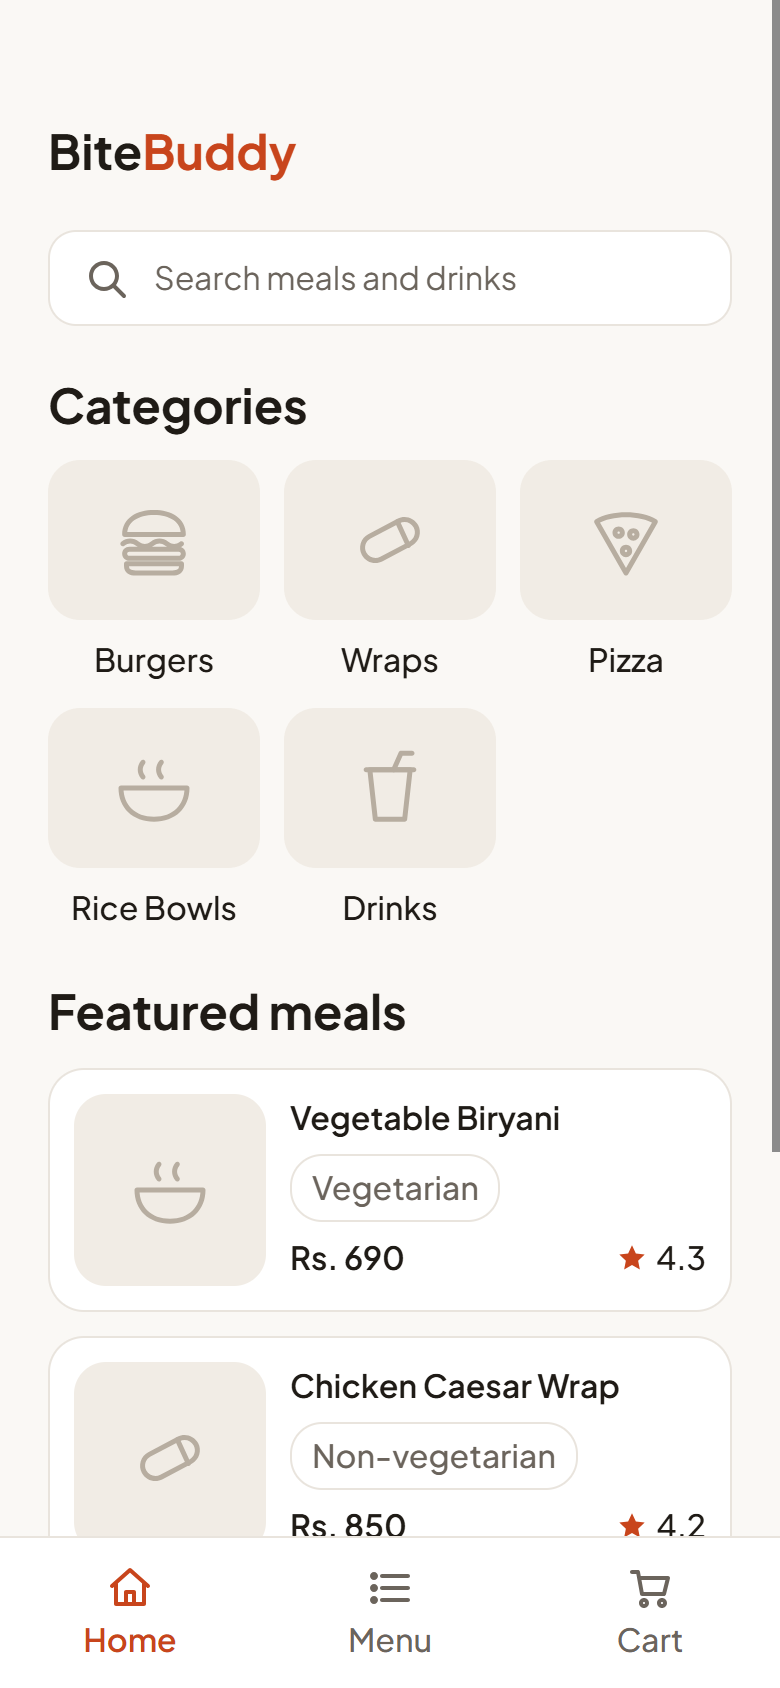 BiteBuddy
Search meals and drinks
Categories
Burgers
Wraps
Pizza
Rice Bowls
Drinks
Featured meals
Vegetable Biryani
Vegetarian
Rs. 690
4.3
Chicken Caesar Wrap
Non-vegetarian
Rs. 850
4.2
Home
Menu
Cart